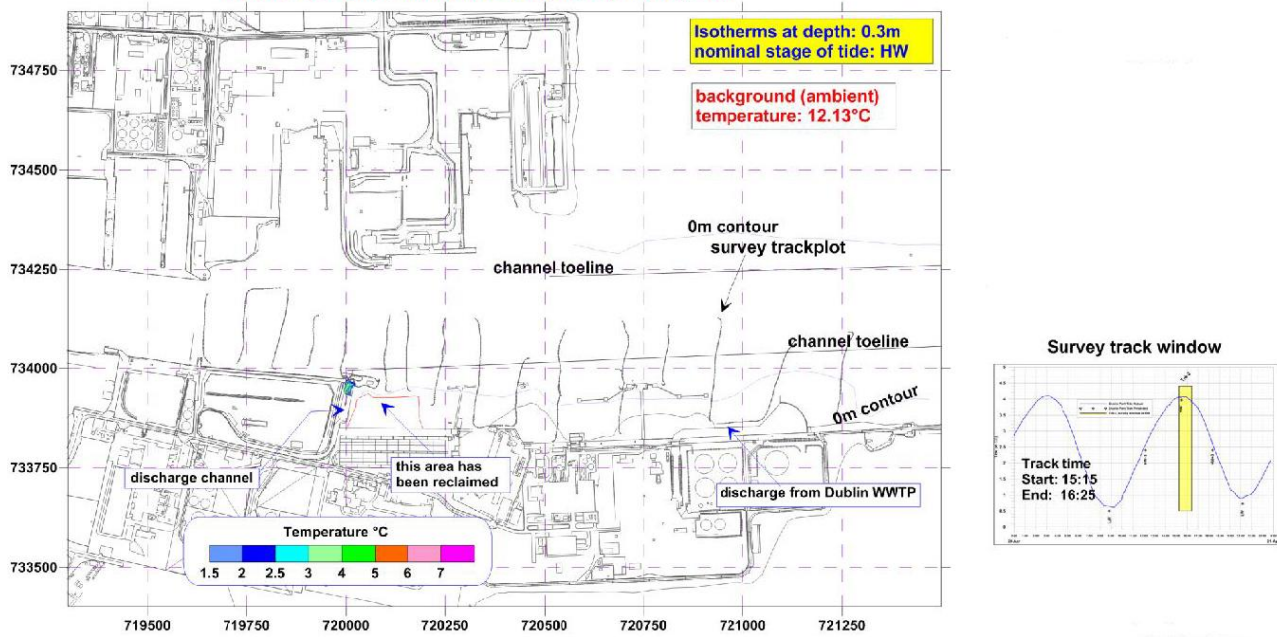 Isotherms at depth: 0.3m
nominal stage of tide: HW
background (ambient)
temperature: 12.13°C
734750
734500
734250
734000
733750
733500
0m contour
survey trackplot
channel toeline
channel toeline
0m contour
discharge channel
this area has
been reclaimed
discharge from Dublin WWTP
Temperature °C
1.5 2 2.5 3 4 5 6 7
719500 719750 720000 720250 720500 720750 721000 721250
Survey track window
Track time
Start: 15:15
End: 16:25